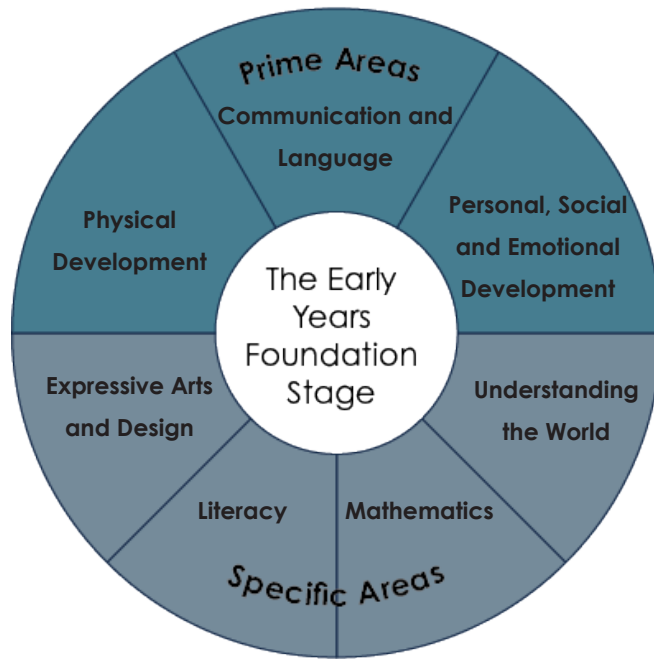 Prime Areas
Communication and
Language
Physical
Development
Personal, Social
and Emotional
Development
The Early
Years
Foundation
Stage
Expressive Arts
and Design
Understanding
the World
Literacy
Mathematics
Specific Areas